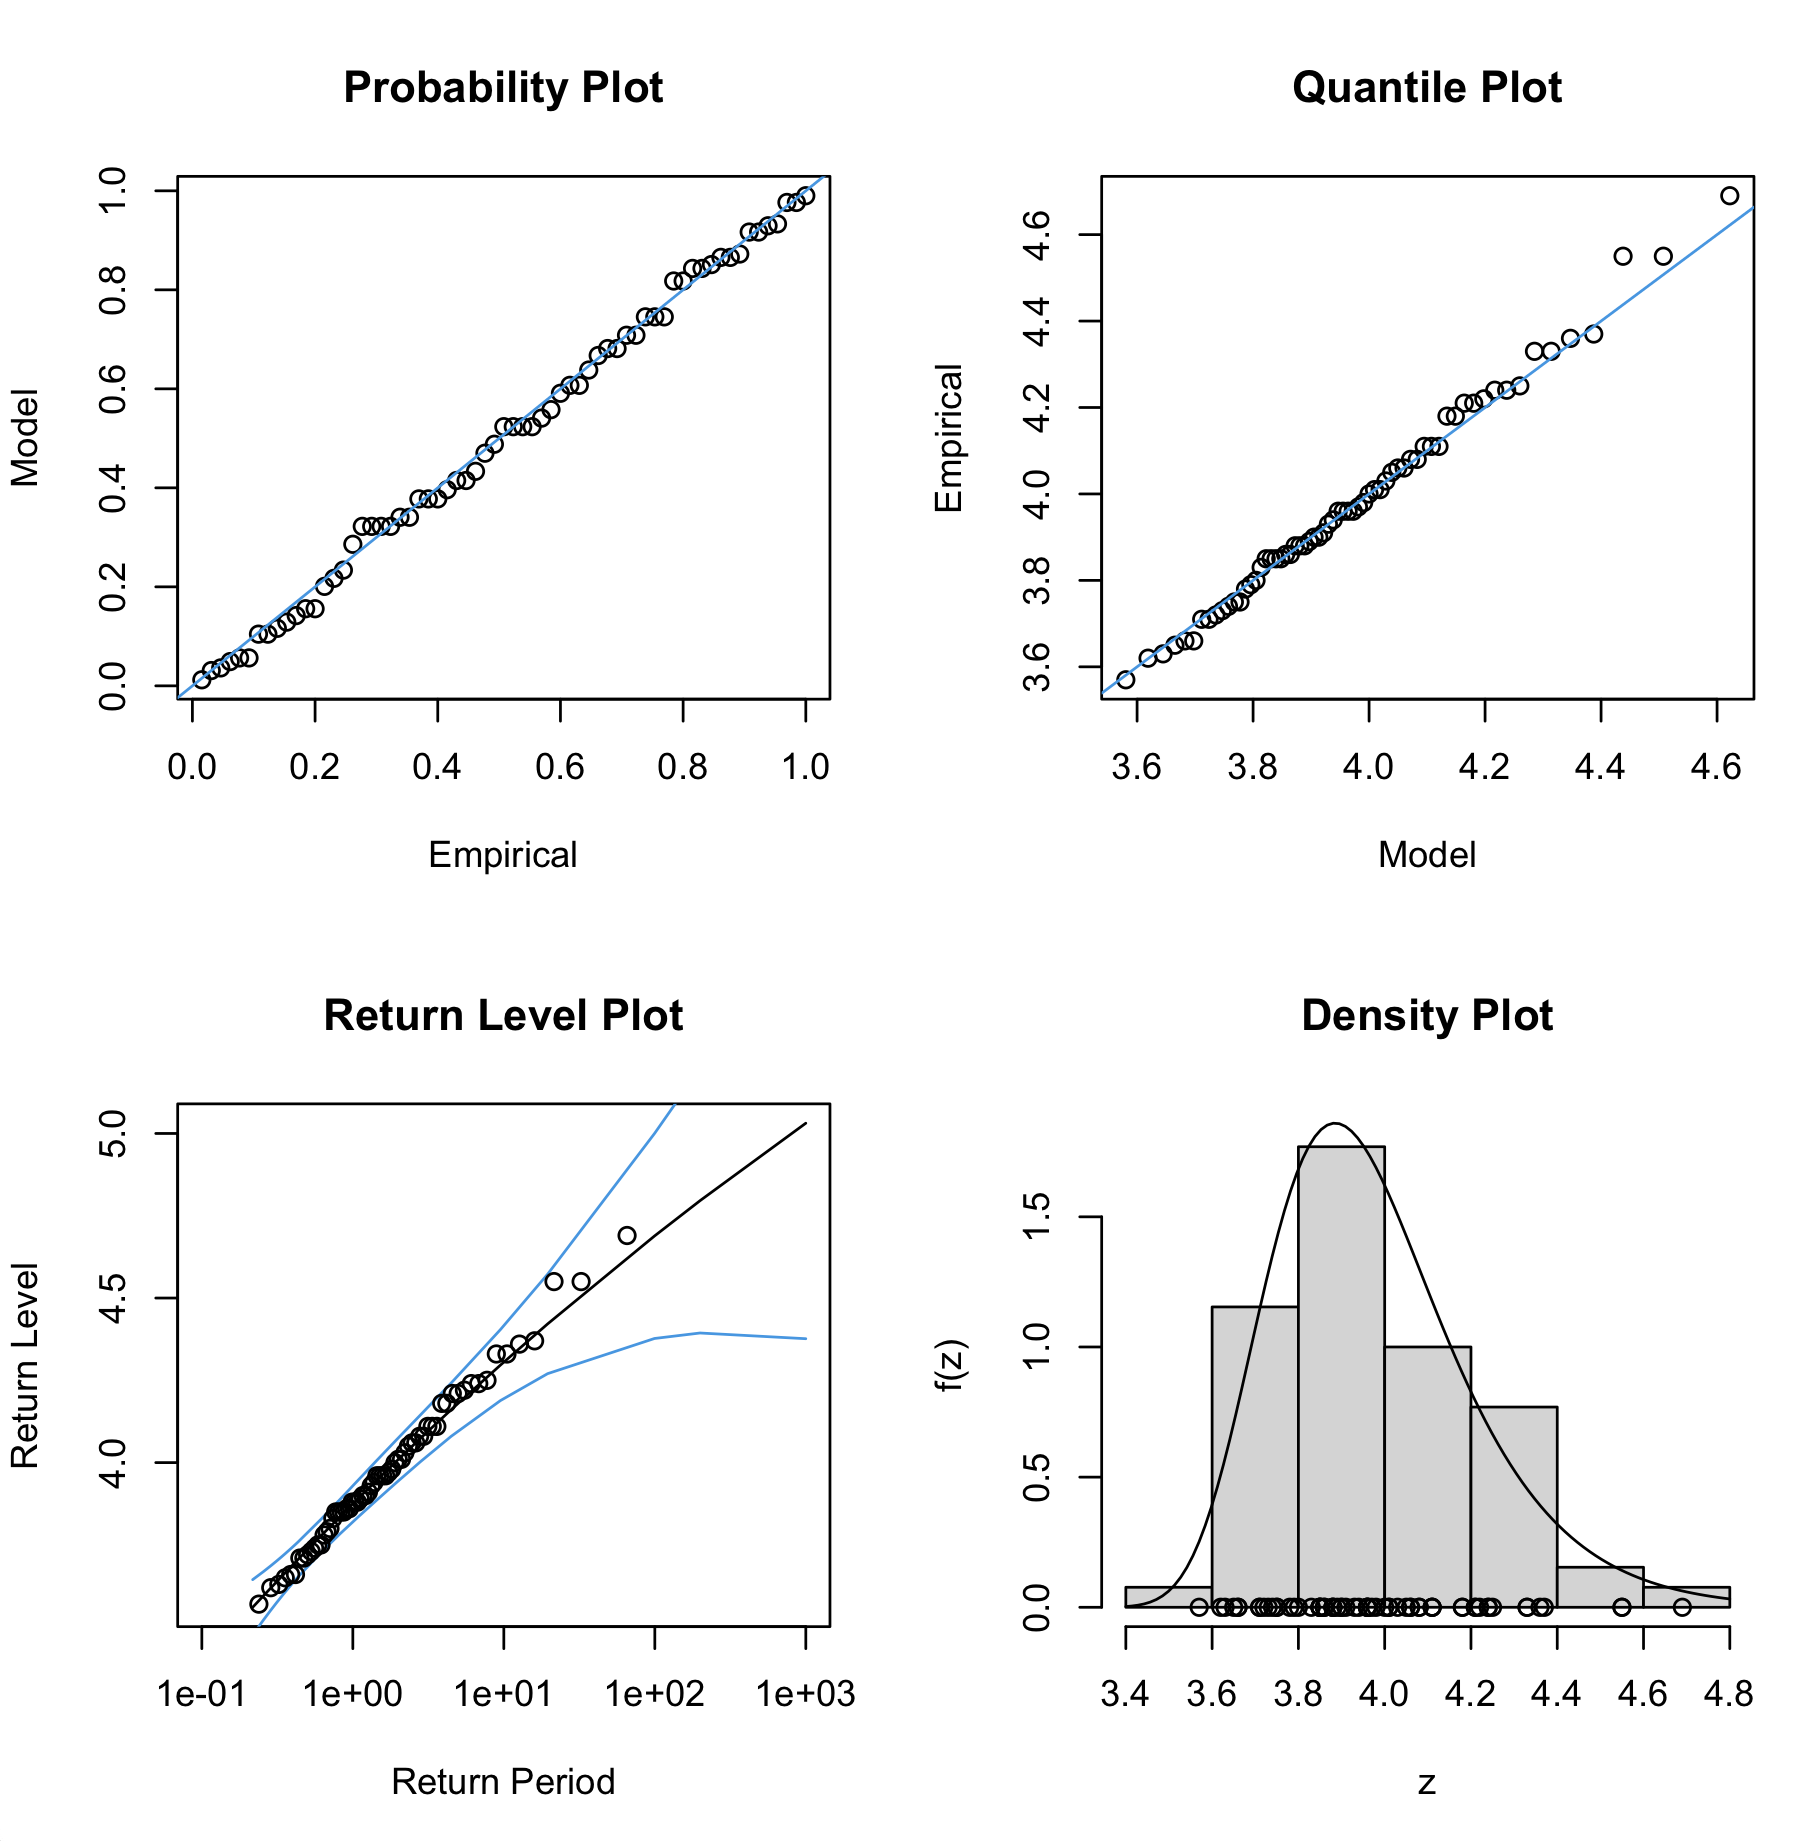 Probability Plot
Model
0.0 0.2 0.4 0.6 0.8 1.0
0.0 0.2 0.4 0.6 0.8 1.0
Empirical
Quantile Plot
Empirical
3.6 3.8 4.0 4.2 4.4 4.6
3.6 3.8 4.0 4.2 4.4 4.6
Model
Return Level Plot
Return Level
4.0 4.5 5.0
1e-01 1e+00 1e+01 1e+02 1e+03
Return Period
Density Plot
f(z)
0.0 0.5 1.0 1.5
3.4 3.6 3.8 4.0 4.2 4.4 4.6 4.8
z